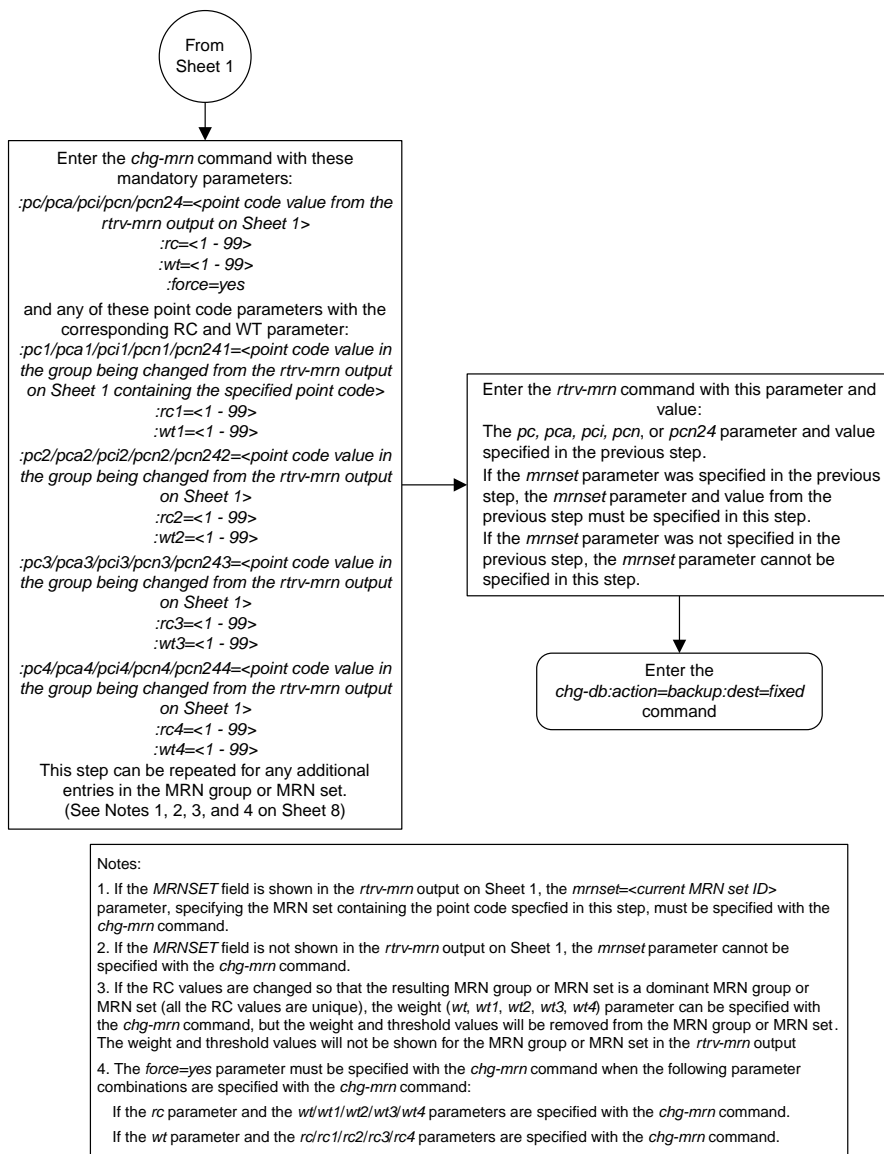 From
Sheet 1
Enter the chg-mrn command with these
mandatory parameters:
:pc/pca/pci/pcn/pcn24=<point code value from the
rtrv-mrn output on Sheet 1>
:rc=<1 - 99>
:wt=<1 - 99>
:force=yes
and any of these point code parameters with the
corresponding RC and WT parameter:
:pc1/pca1/pci1/pcn1/pcn241=<point code value in
the group being changed from the rtrv-mrn output
on Sheet 1 containing the specified point code>
:rc1=<1 - 99>
:wt1=<1 - 99>
:pc2/pca2/pci2/pcn2/pcn242=<point code value in
the group being changed from the rtrv-mrn output
on Sheet 1>
:rc2=<1 - 99>
:wt2=<1 - 99>
:pc3/pca3/pci3/pcn3/pcn243=<point code value in
the group being changed from the rtrv-mrn output
on Sheet 1>
:rc3=<1 - 99>
:wt3=<1 - 99>
:pc4/pca4/pci4/pcn4/pcn244=<point code value in
the group being changed from the rtrv-mrn output
on Sheet 1>
:rc4=<1 - 99>
:wt4=<1 - 99>
This step can be repeated for any additional
entries in the MRN group or MRN set.
(See Notes 1, 2, 3, and 4 on Sheet 8)
Enter the rtrv-mrn command with this parameter and
value:
The pc, pca, pci, pcn, or pcn24 parameter and value
specified in the previous step.
If the mrnset parameter was specified in the previous
step, the mrnset parameter and value from the
previous step must be specified in this step.
If the mrnset parameter was not specified in the
previous step, the mrnset parameter cannot be
specified in this step.
Enter the
chg-db:action=backup:dest=fixed
command
Notes:
1. If the MRNSET field is shown in the rtrv-mrn output on Sheet 1, the mrnset=<current MRN set ID>
parameter, specifying the MRN set containing the point code specfied in this step, must be specified with the
chg-mrn command.
2. If the MRNSET field is not shown in the rtrv-mrn output on Sheet 1, the mrnset parameter cannot be
specified with the chg-mrn command.
3. If the RC values are changed so that the resulting MRN group or MRN set is a dominant MRN group or
MRN set (all the RC values are unique), the weight (wt, wt1, wt2, wt3, wt4) parameter can be specified with
the chg-mrn command, but the weight and threshold values will be removed from the MRN group or MRN set.
The weight and threshold values will not be shown for the MRN group or MRN set in the rtrv-mrn output
4. The force=yes parameter must be specified with the chg-mrn command when the following parameter
combinations are specified with the chg-mrn command:
If the rc parameter and the wt/wt1/wt2/wt3/wt4 parameters are specified with the chg-mrn command.
If the wt parameter and the rc/rc1/rc2/rc3/rc4 parameters are specified with the chg-mrn command.